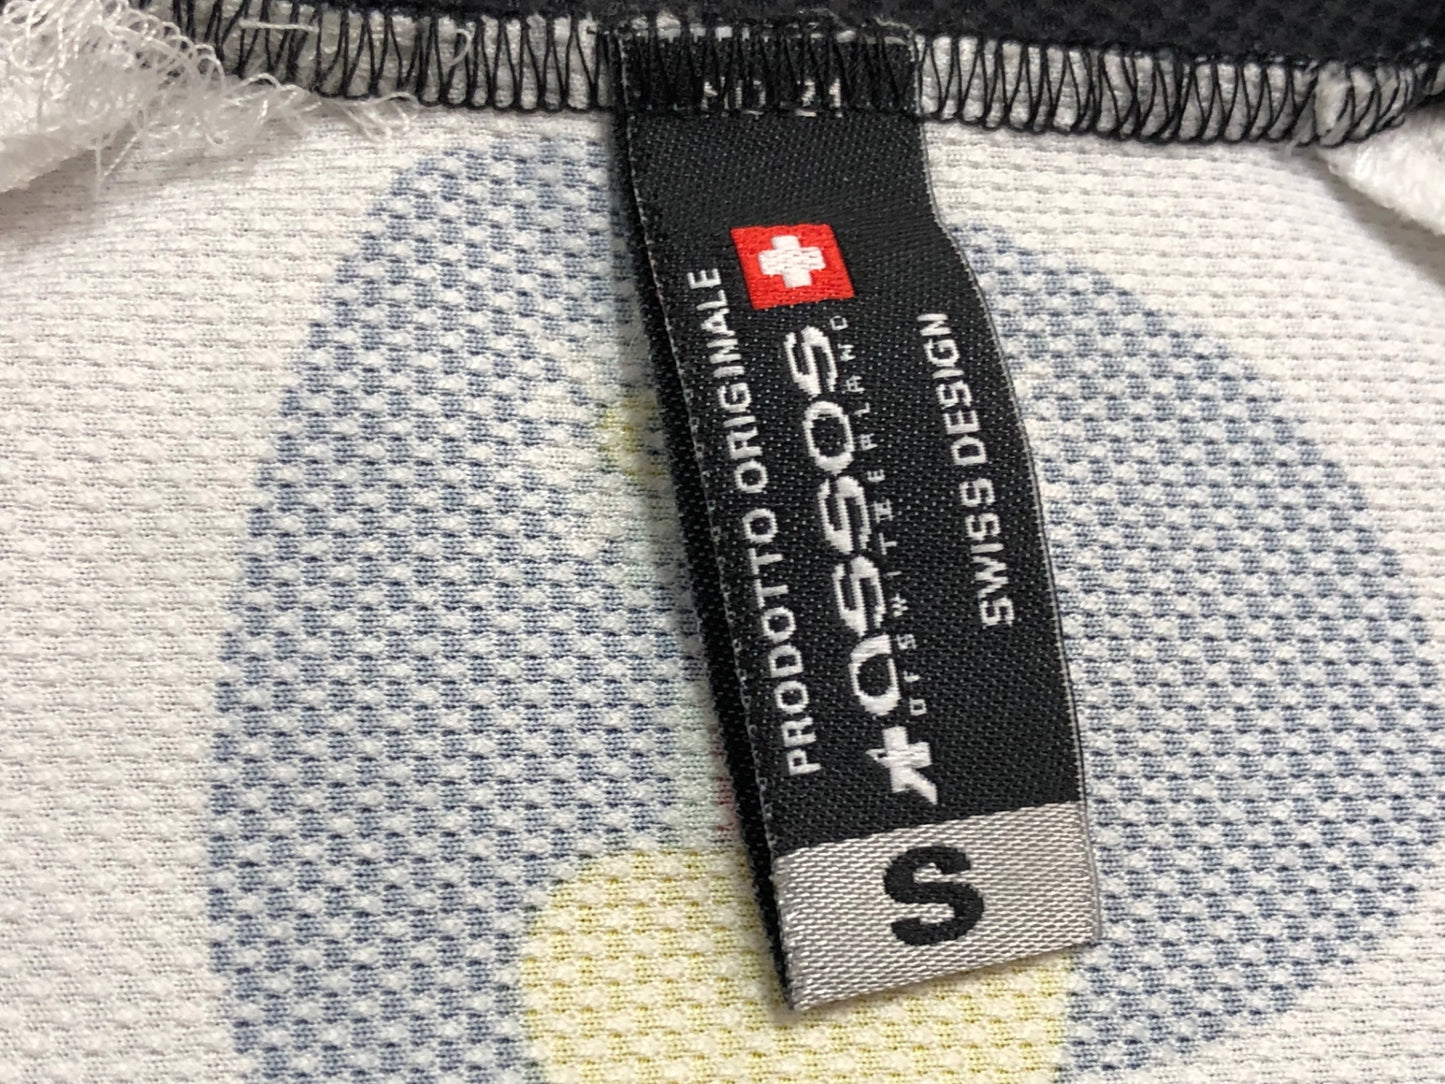 PRODOTTO ORIGINALE
assos
OF SWITZERLAND
SWISS DESIGN
S